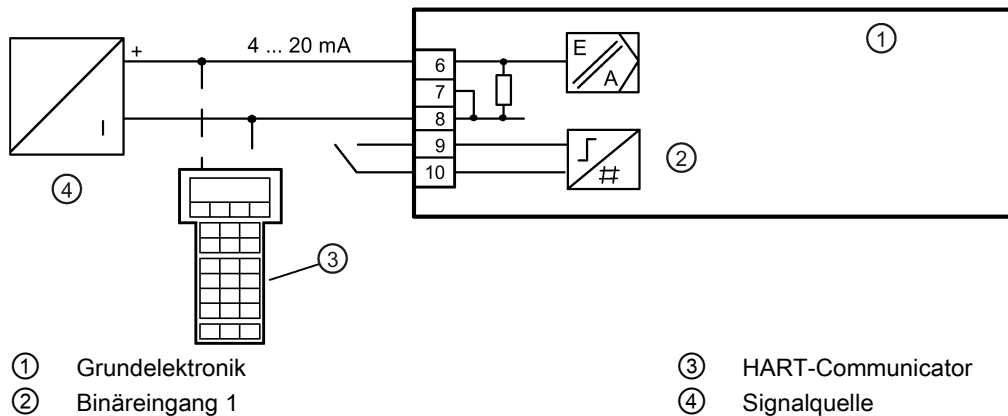 4 ... 20 mA
+
I
④
6
7
8
9
10
E
A
①
②
③
① Grundelektronik
② Binäreingang 1
③ HART-Communicator
④ Signalquelle